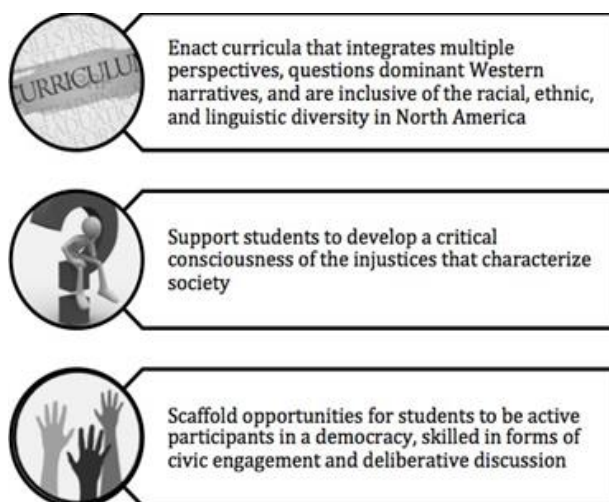 CURRICULUM
Enact curricula that integrates multiple
perspectives, questions dominant Western
narratives, and are inclusive of the racial, ethnic,
and linguistic diversity in North America
Support students to develop a critical
consciousness of the injustices that characterize
society
Scaffold opportunities for students to be active
participants in a democracy, skilled in forms of
civic engagement and deliberative discussion